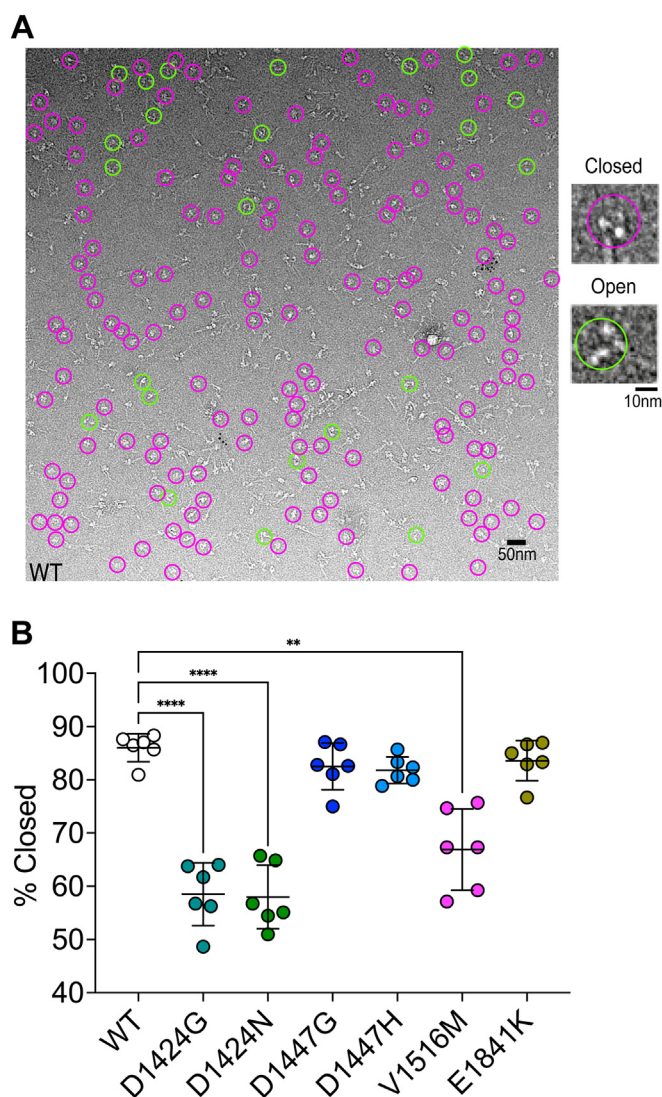 A
Closed
Open
10nm
50nm
WT
B
**
****
****
% Closed
100
90
80
70
60
50
40
WT
D1424G
D1424N
D1447G
D1447H
V1516M
E1841K